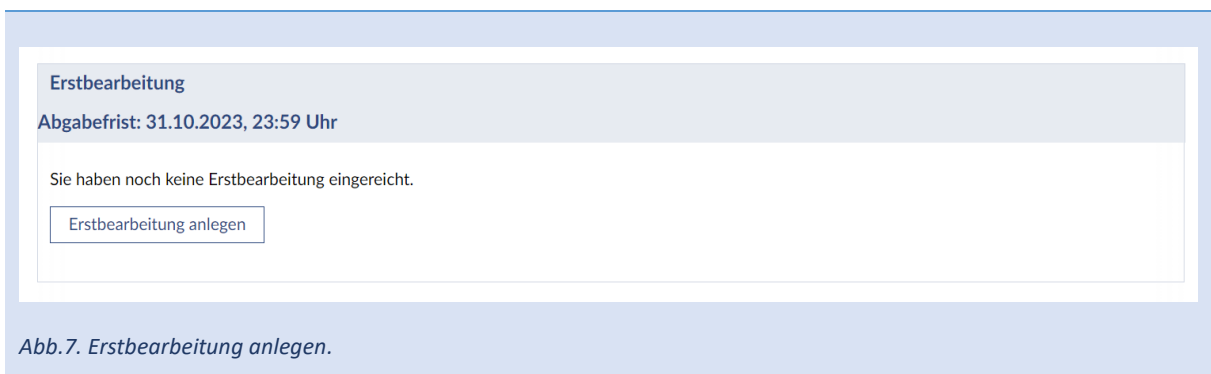 Erstbearbeitung
Abgabefrist: 31.10.2023, 23:59 Uhr
Sie haben noch keine Erstbearbeitung eingereicht.
Erstbearbeitung anlegen
Abb.7. Erstbearbeitung anlegen.